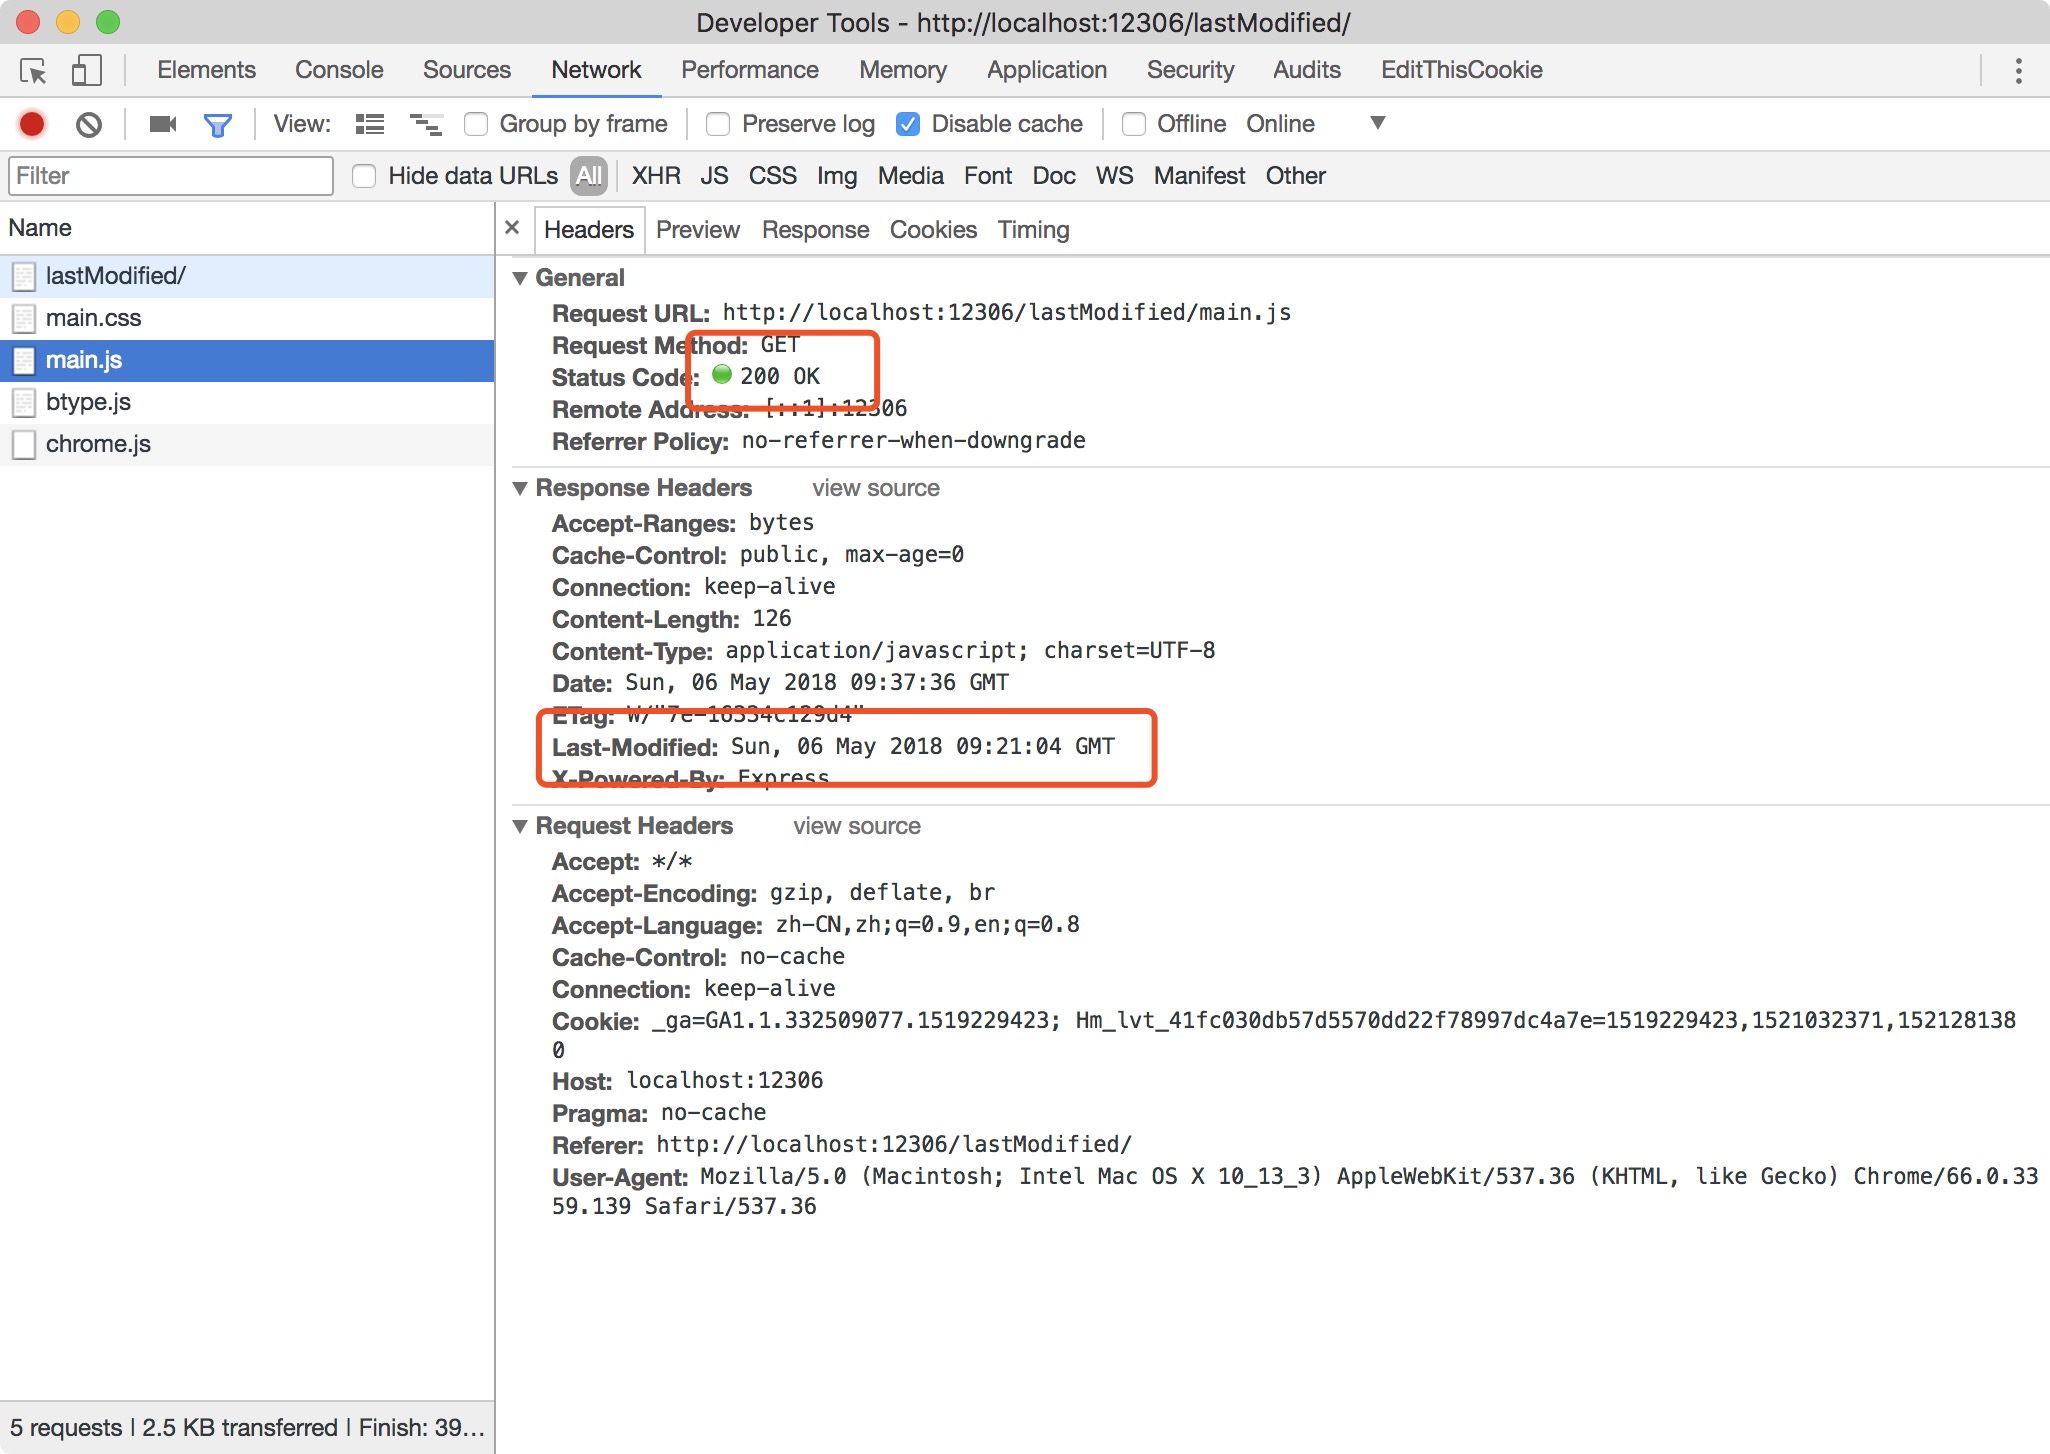 Developer Tools - http://localhost:12306/lastModified/
Elements Console Sources Network Performance Memory Application Security Audits EditThisCookie
View: Group by frame Preserve log Disable cache Offline Online
Filter Hide data URLs All XHR JS CSS Img Media Font Doc WS Manifest Other
Name
Headers Preview Response Cookies Timing
lastModified/
main.css
main.js
btype.js
chrome.js
General
Request URL: http://localhost:12306/lastModified/main.js
Request Method: GET
Status Code: 200 OK
Remote Address: [::1]:12306
Referrer Policy: no-referrer-when-downgrade
Response Headers view source
Accept-Ranges: bytes
Cache-Control: public, max-age=0
Connection: keep-alive
Content-Length: 126
Content-Type: application/javascript; charset=UTF-8
Date: Sun, 06 May 2018 09:37:36 GMT
ETag: W/"7e-16334c129d4"
Last-Modified: Sun, 06 May 2018 09:21:04 GMT
X-Powered-By: Express
Request Headers view source
Accept: */*
Accept-Encoding: gzip, deflate, br
Accept-Language: zh-CN,zh;q=0.9,en;q=0.8
Cache-Control: no-cache
Connection: keep-alive
Cookie: _ga=GA1.1.332509077.1519229423; Hm_lvt_41fc030db57d5570dd22f78997dc4a7e=1519229423,1521032371,152128138
0
Host: localhost:12306
Pragma: no-cache
Referer: http://localhost:12306/lastModified/
User-Agent: Mozilla/5.0 (Macintosh; Intel Mac OS X 10_13_3) AppleWebKit/537.36 (KHTML, like Gecko) Chrome/66.0.33
59.139 Safari/537.36
5 requests | 2.5 KB transferred | Finish: 39...